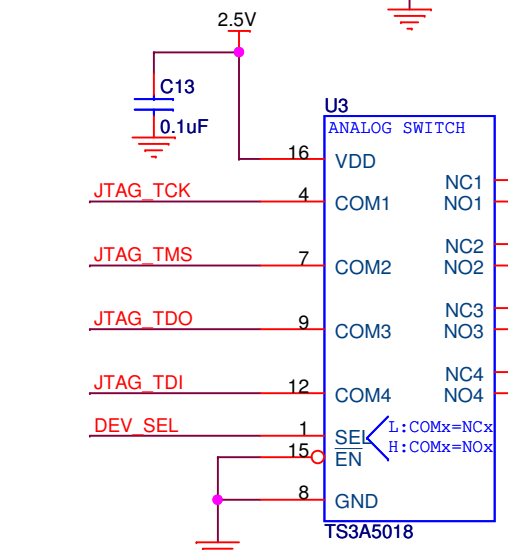 2.5V
C13
0.1uF
U3
ANALOG SWITCH
16 VDD
NC1
JTAG_TCK 4 COM1 NO1
NC2
JTAG_TMS 7 COM2 NO2
NC3
JTAG_TDO 9 COM3 NO3
NC4
JTAG_TDI 12 COM4 NO4
DEV_SEL 1 SEL L:COMx=NCx
15 EN H:COMx=NOx
8 GND
TS3A5018